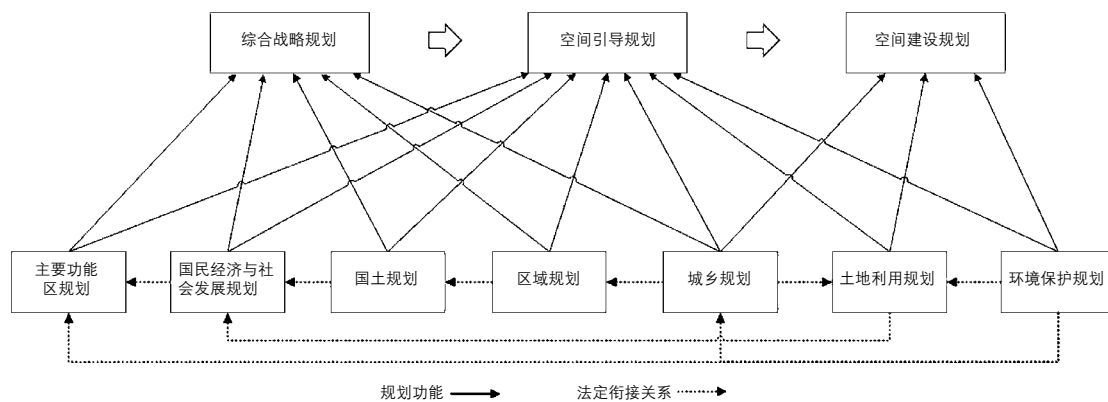 综合战略规划
空间引导规划
空间建设规划
主要功能
区规划
国民经济与社
会发展规划
国土规划
区域规划
城乡规划
土地利用规划
环境保护规划
规划功能
法定衔接关系